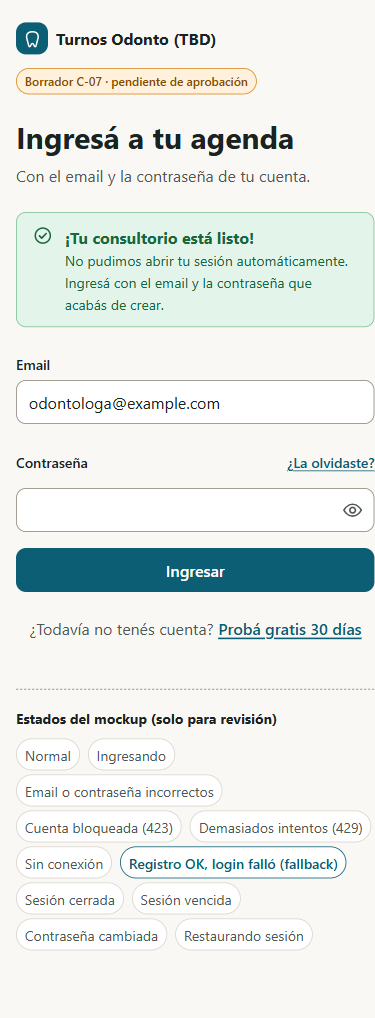 Turnos Odonto (TBD)
Borrador C-07 · pendiente de aprobación
Ingresá a tu agenda
Con el email y la contraseña de tu cuenta.
¡Tu consultorio está listo!
No pudimos abrir tu sesión automáticamente.
Ingresá con el email y la contraseña que
acabás de crear.
Email
odontologa@example.com
Contraseña ¿La olvidaste?
Ingresar
¿Todavía no tenés cuenta? Probá gratis 30 días
Estados del mockup (solo para revisión)
Normal Ingresando
Email o contraseña incorrectos
Cuenta bloqueada (423) Demasiados intentos (429)
Sin conexión Registro OK, login falló (fallback)
Sesión cerrada Sesión vencida
Contraseña cambiada Restaurando sesión